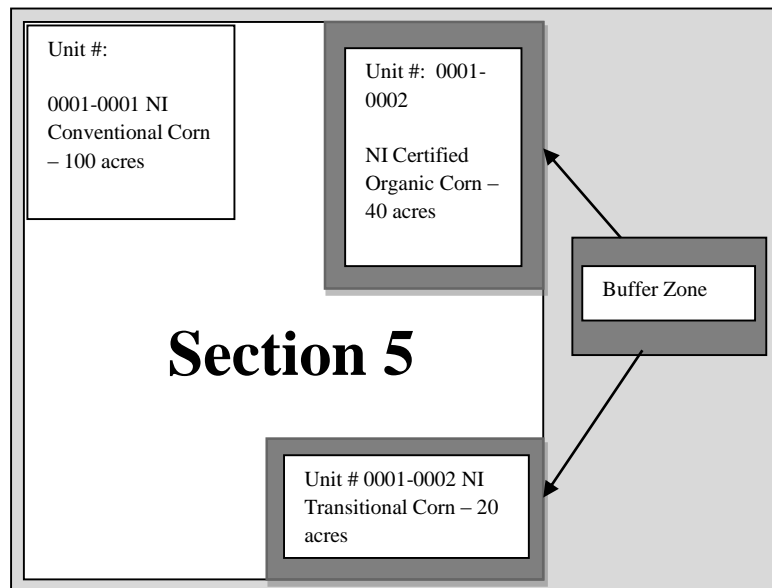 Unit #:
0001-0001 NI
Conventional Corn
– 100 acres
Unit #:  0001-
0002
NI Certified
Organic Corn –
40 acres
Buffer Zone
Section 5
Unit # 0001-0002 NI
Transitional Corn – 20
acres